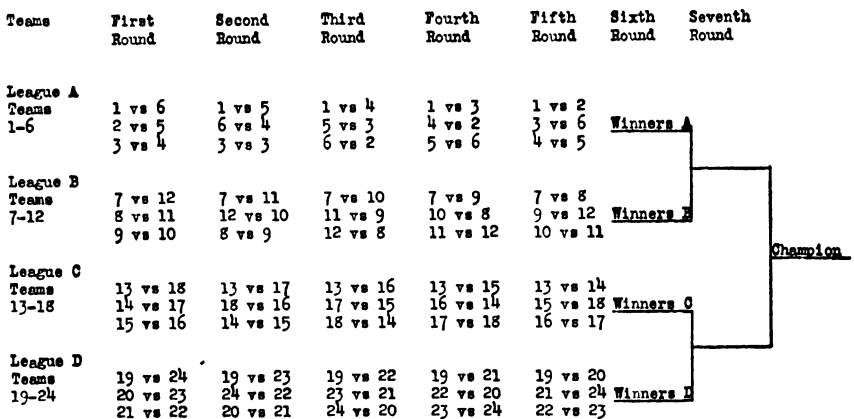 Teams First Second Third Fourth Fifth Sixth Seventh
Round Round Round Round Round Round Round
League A
Teams 1 vs 6 1 vs 5 1 vs 4 1 vs 3 1 vs 2
1-6 2 vs 5 6 vs 4 5 vs 3 4 vs 2 3 vs 6 Winners A
3 vs 4 3 vs 3 6 vs 2 5 vs 6 4 vs 5
League B
Teams 7 vs 12 7 vs 11 7 vs 10 7 vs 9 7 vs 8
7-12 8 vs 11 12 vs 10 11 vs 9 10 vs 8 9 vs 12 Winners B
9 vs 10 8 vs 9 12 vs 8 11 vs 12 10 vs 11
Champion
League C
Teams 13 vs 18 13 vs 17 13 vs 16 13 vs 15 13 vs 14
13-18 14 vs 17 18 vs 16 17 vs 15 16 vs 14 15 vs 18 Winners C
15 vs 16 14 vs 15 18 vs 14 17 vs 18 16 vs 17
League D
Teams 19 vs 24 19 vs 23 19 vs 22 19 vs 21 19 vs 20
19-24 20 vs 23 24 vs 22 23 vs 21 22 vs 20 21 vs 24 Winners D
21 vs 22 20 vs 21 24 vs 20 23 vs 24 22 vs 23